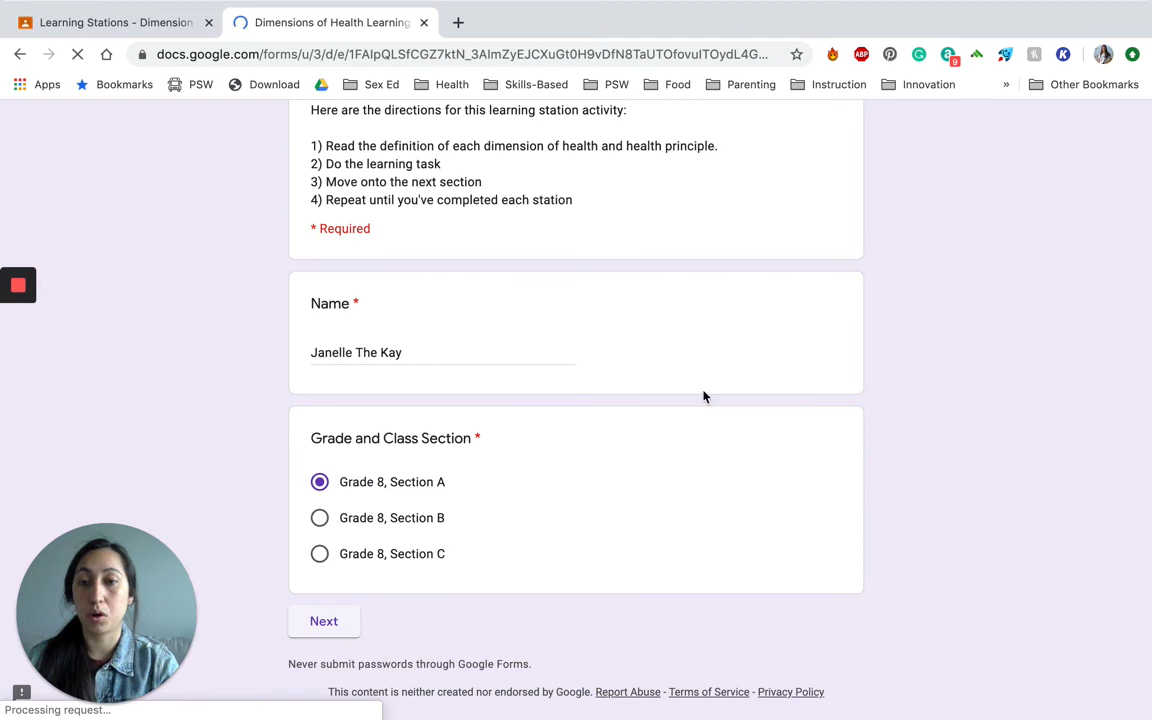 Learning Stations - Dimension
Dimensions of Health Learning
docs.google.com/forms/u/3/d/e/1FAIpQLSfCGZ7ktN_3AlmZyEJCXuGt0H9vDfN8TaUTOfovuITOydL4G...
ABP
9
Apps
Bookmarks
PSW
Download
Sex Ed
Health
Skills-Based
PSW
Food
Parenting
Instruction
Innovation
»
Other Bookmarks
Here are the directions for this learning station activity:
1) Read the definition of each dimension of health and health principle.
2) Do the learning task
3) Move onto the next section
4) Repeat until you've completed each station
* Required
Name *
Janelle The Kay
Grade and Class Section *
Grade 8, Section A
Grade 8, Section B
Grade 8, Section C
Next
Never submit passwords through Google Forms.
This content is neither created nor endorsed by Google. Report Abuse - Terms of Service - Privacy Policy
Processing request...